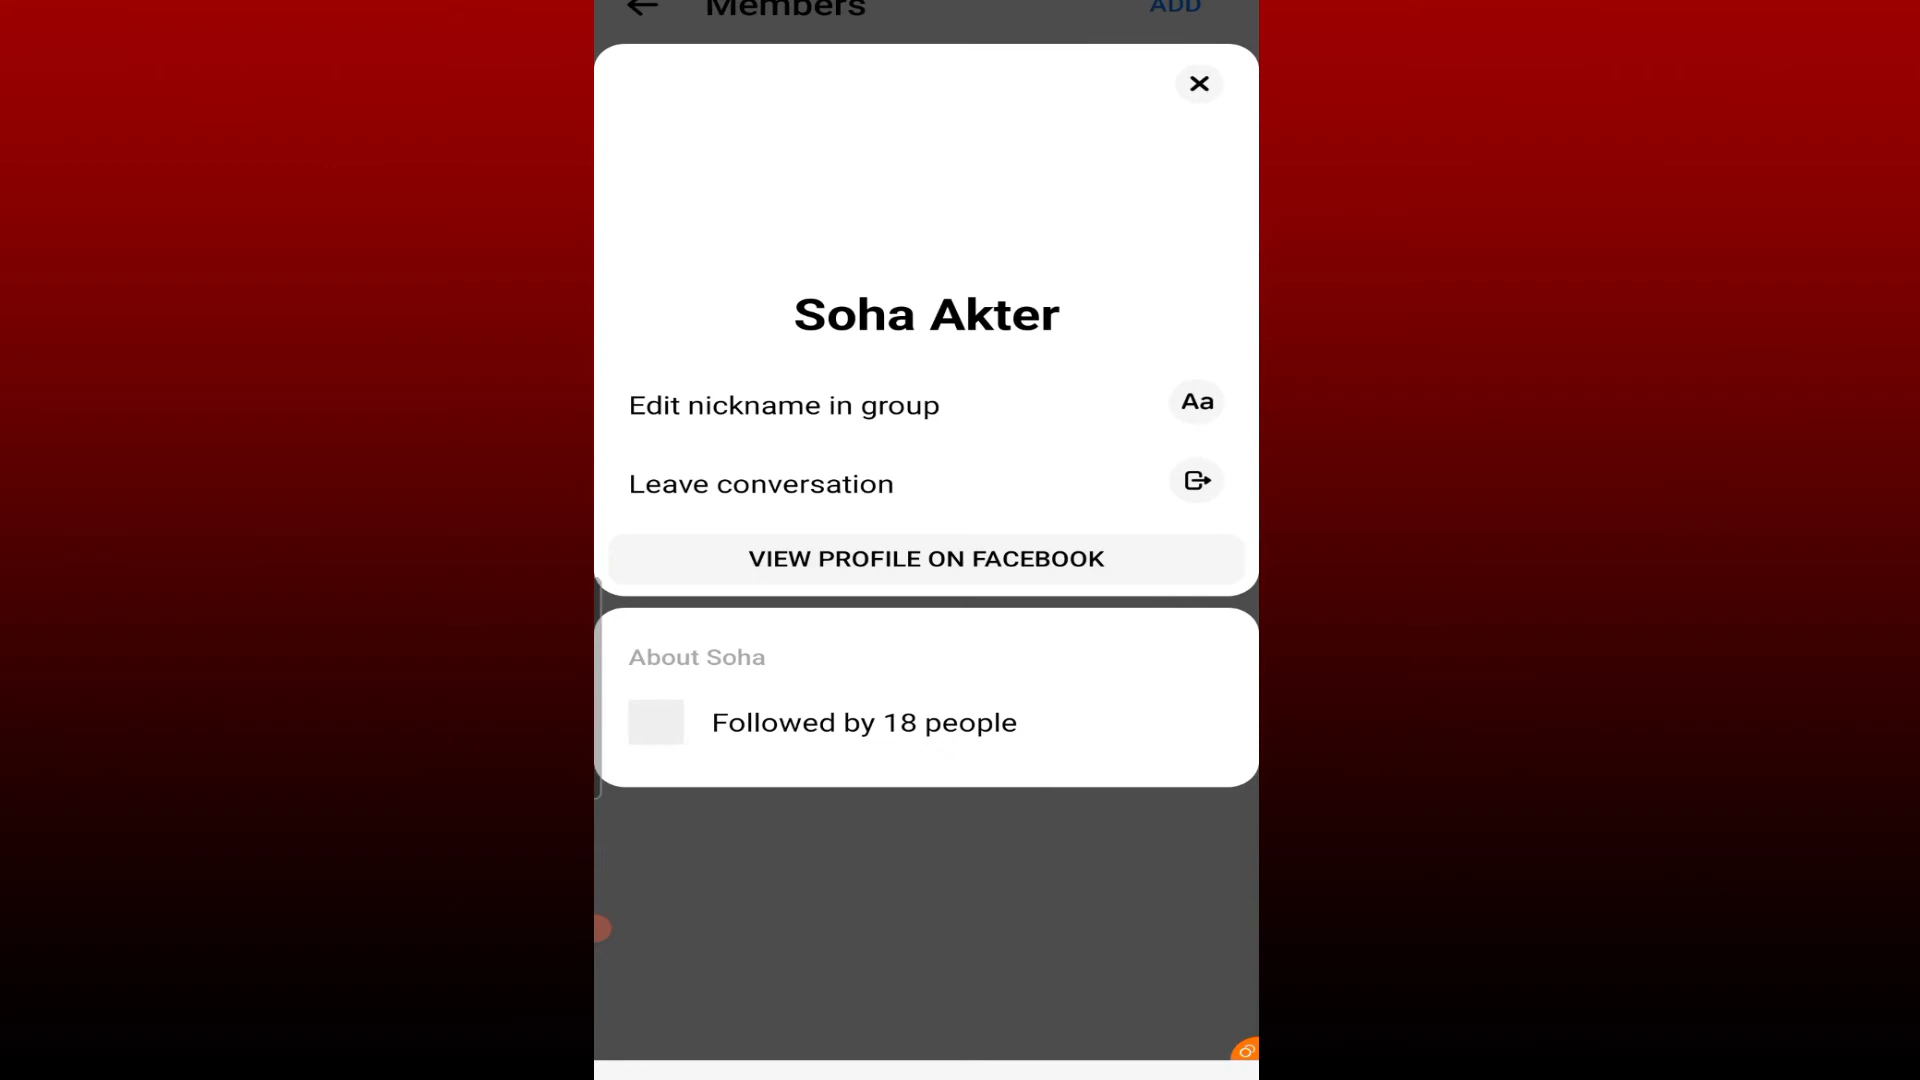 Members ADD
Soha Akter
Edit nickname in group Aa
Leave conversation
VIEW PROFILE ON FACEBOOK
About Soha
Followed by 18 people